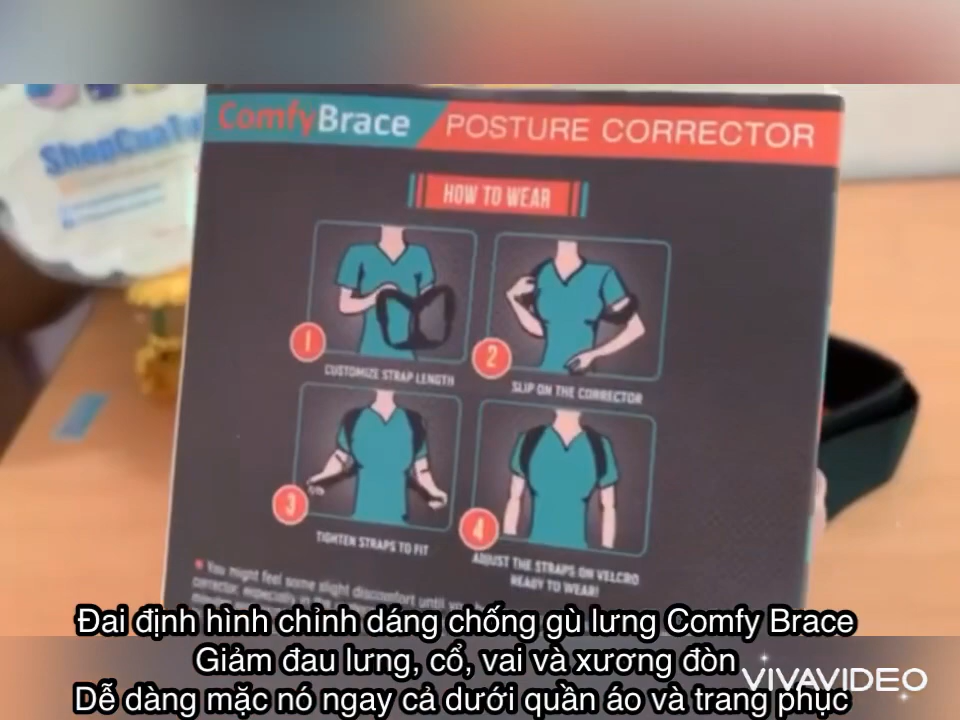 ShopCuaTu
ComfyBrace POSTURE CORRECTOR
HOW TO WEAR
1
2
CUSTOMIZE STRAP LENGTH
SLIP ON THE CORRECTOR
3
4
TIGHTEN STRAPS TO FIT
ADJUST THE STRAPS ON VELCRO
READY TO WEAR!
* You might feel some slight discomfort until
corrector, especially in the
Đai định hình chỉnh dáng chống gù lưng Comfy Brace
Giảm đau lưng, cổ, vai và xương đòn
Dễ dàng mặc nó ngay cả dưới quần áo và trang phục
VIVAVIDEO